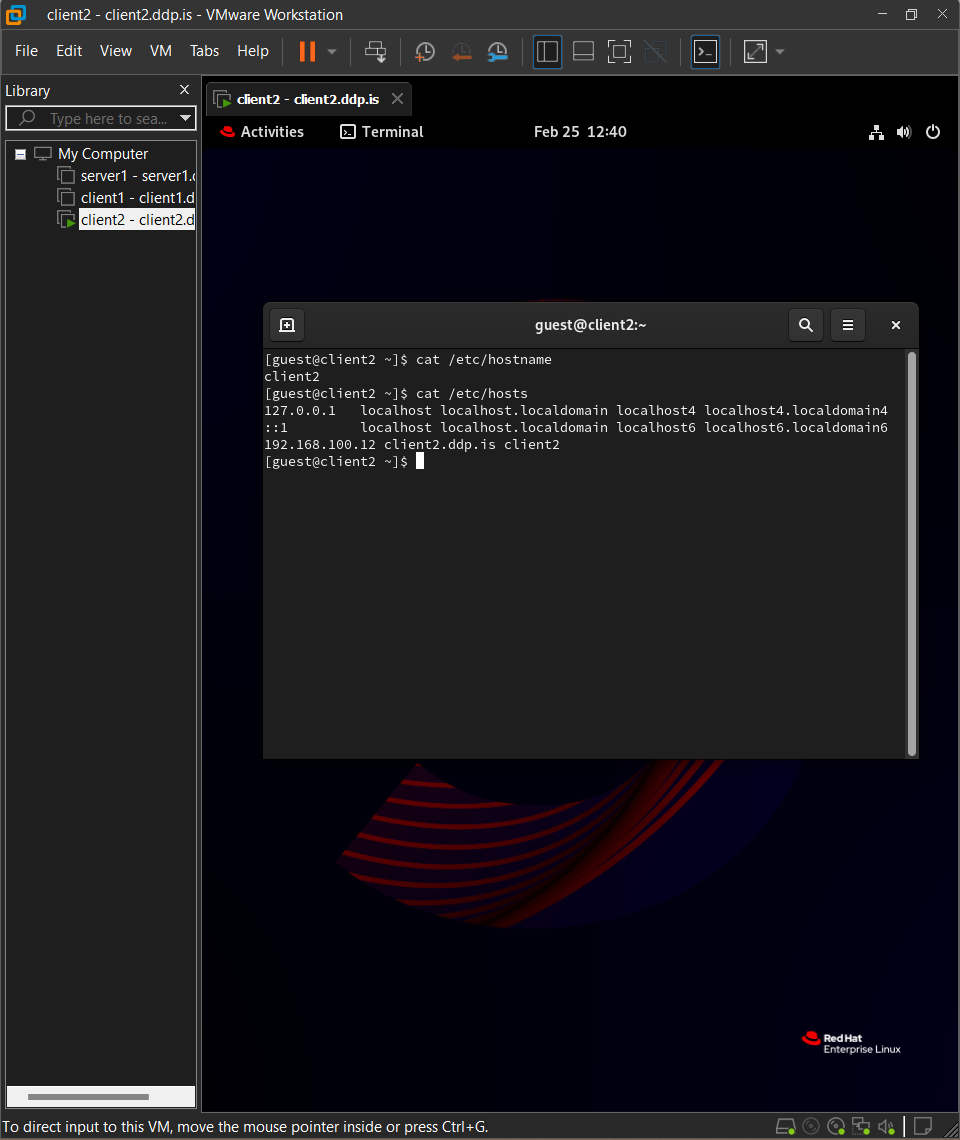 client2 - client2.ddp.is - VMware Workstation
File Edit View VM Tabs Help
Library
Type here to sea...
My Computer
server1 - server1.
client1 - client1.d
client2 - client2.d
client2 - client2.ddp.is
Activities Terminal Feb 25 12:40
guest@client2:~
[guest@client2 ~]$ cat /etc/hostname
client2
[guest@client2 ~]$ cat /etc/hosts
127.0.0.1   localhost localhost.localdomain localhost4 localhost4.localdomain4
::1         localhost localhost.localdomain localhost6 localhost6.localdomain6
192.168.100.12 client2.ddp.is client2
[guest@client2 ~]$
Red Hat
Enterprise Linux
To direct input to this VM, move the mouse pointer inside or press Ctrl+G.